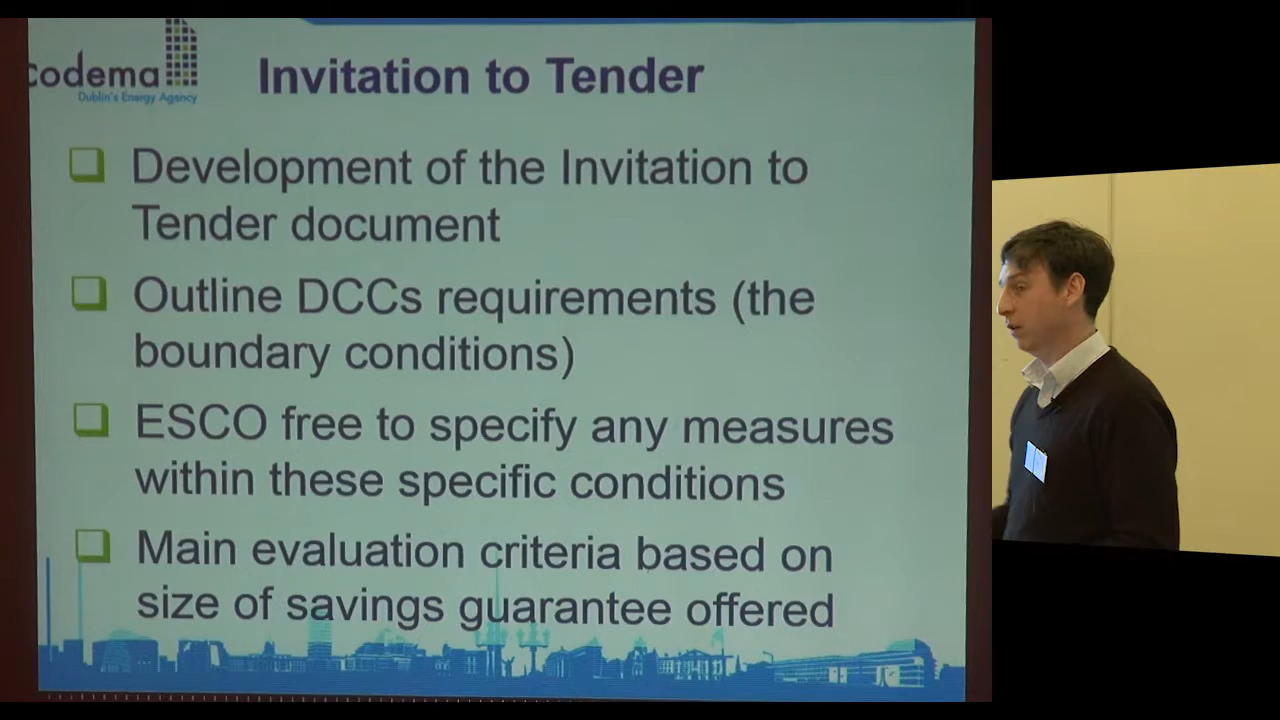 codema
Dublin's Energy Agency
Invitation to Tender
Development of the Invitation to
Tender document
Outline DCCs requirements (the
boundary conditions)
ESCO free to specify any measures
within these specific conditions
Main evaluation criteria based on
size of savings guarantee offered